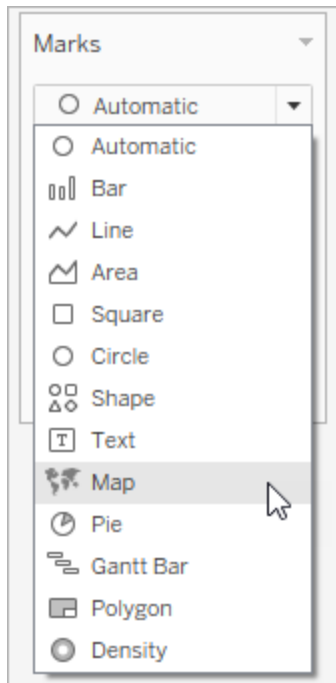 Marks
Automatic
Automatic
Bar
Line
Area
Square
Circle
Shape
T Text
Map
Pie
Gantt Bar
Polygon
Density